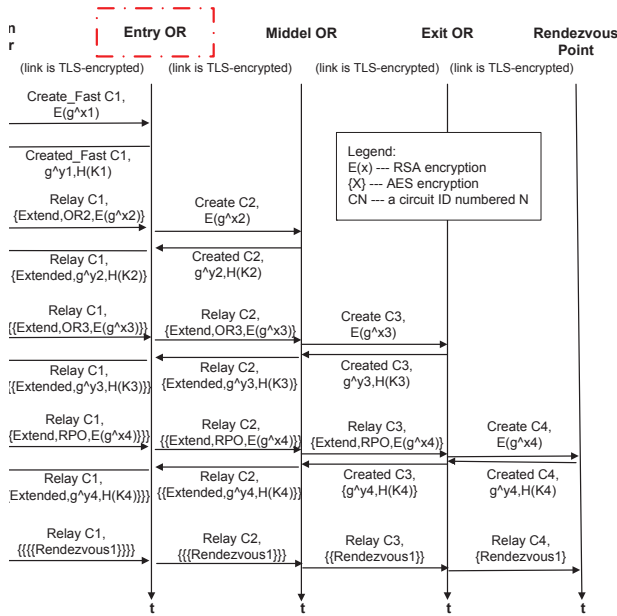 n
r
Entry OR
Middel OR
Exit OR
Rendezvous
Point
(link is TLS-encrypted)
(link is TLS-encrypted)
(link is TLS-encrypted)
(link is TLS-encrypted)
Create_Fast C1,
E(g^x1)
Created_Fast C1,
g^y1,H(K1)
Legend:
E(x) --- RSA encryption
{X} --- AES encryption
CN --- a circuit ID numbered N
Relay C1,
{Extend,OR2,E(g^x2)}
Create C2,
E(g^x2)
Relay C1,
{Extended,g^y2,H(K2)}
Created C2,
g^y2,H(K2)
Relay C1,
{{Extend,OR3,E(g^x3)}}
Relay C2,
{Extend,OR3,E(g^x3)}
Create C3,
E(g^x3)
Relay C1,
{{Extended,g^y3,H(K3)}}
Relay C2,
{Extended,g^y3,H(K3)}
Created C3,
g^y3,H(K3)
Relay C1,
{Extend,RPO,E(g^x4)}}}
Relay C2,
{{Extend,RPO,E(g^x4)}}
Relay C3,
{Extend,RPO,E(g^x4)}
Create C4,
E(g^x4)
Relay C1,
{Extended,g^y4,H(K4)}}}
Relay C2,
{{Extended,g^y4,H(K4)}}
Created C3,
{g^y4,H(K4)}
Created C4,
g^y4,H(K4)
Relay C1,
{{{{Rendezvous1}}}}
Relay C2,
{{{Rendezvous1}}}
Relay C3,
{{Rendezvous1}}
Relay C4,
{Rendezvous1}
t
t
t
t